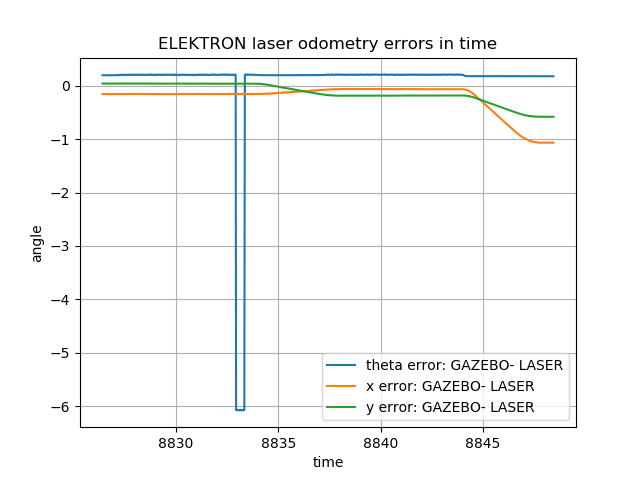 ELEKTRON laser odometry errors in time
0
−1
−2
−3
−4
−5
−6
angle
theta error: GAZEBO- LASER
x error: GAZEBO- LASER
y error: GAZEBO- LASER
8830 8835 8840 8845
time